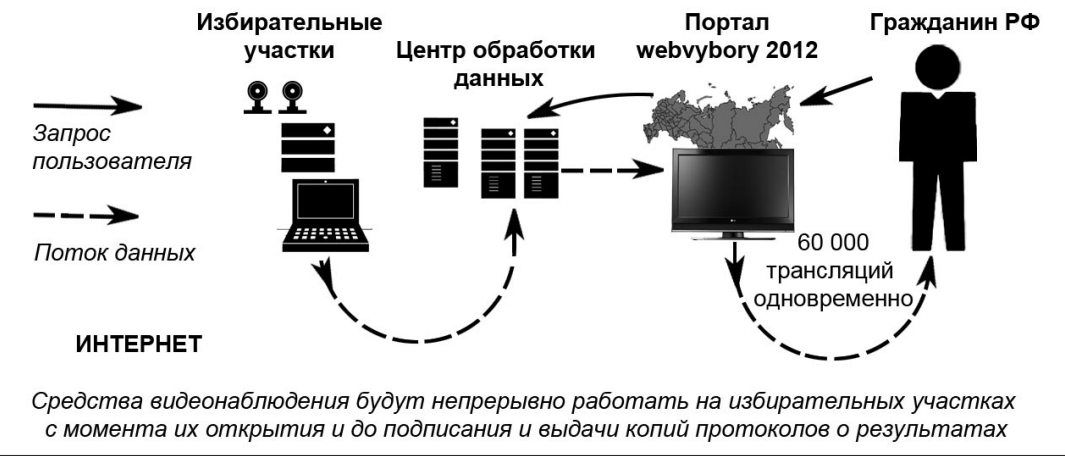 Избирательные
участки
Центр обработки
данных
Портал
webvybory 2012
Гражданин РФ
Запрос
пользователя
Поток данных
60 000
трансляций
одновременно
ИНТЕРНЕТ
Средства видеонаблюдения будут непрерывно работать на избирательных участках
с момента их открытия и до подписания и выдачи копий протоколов о результатах